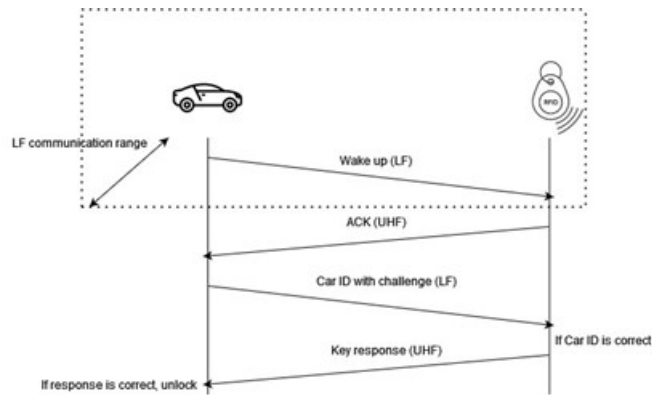 RFID
LF communication range
Wake up (LF)
ACK (UHF)
Car ID with challenge (LF)
If Car ID is correct
Key response (UHF)
If response is correct, unlock